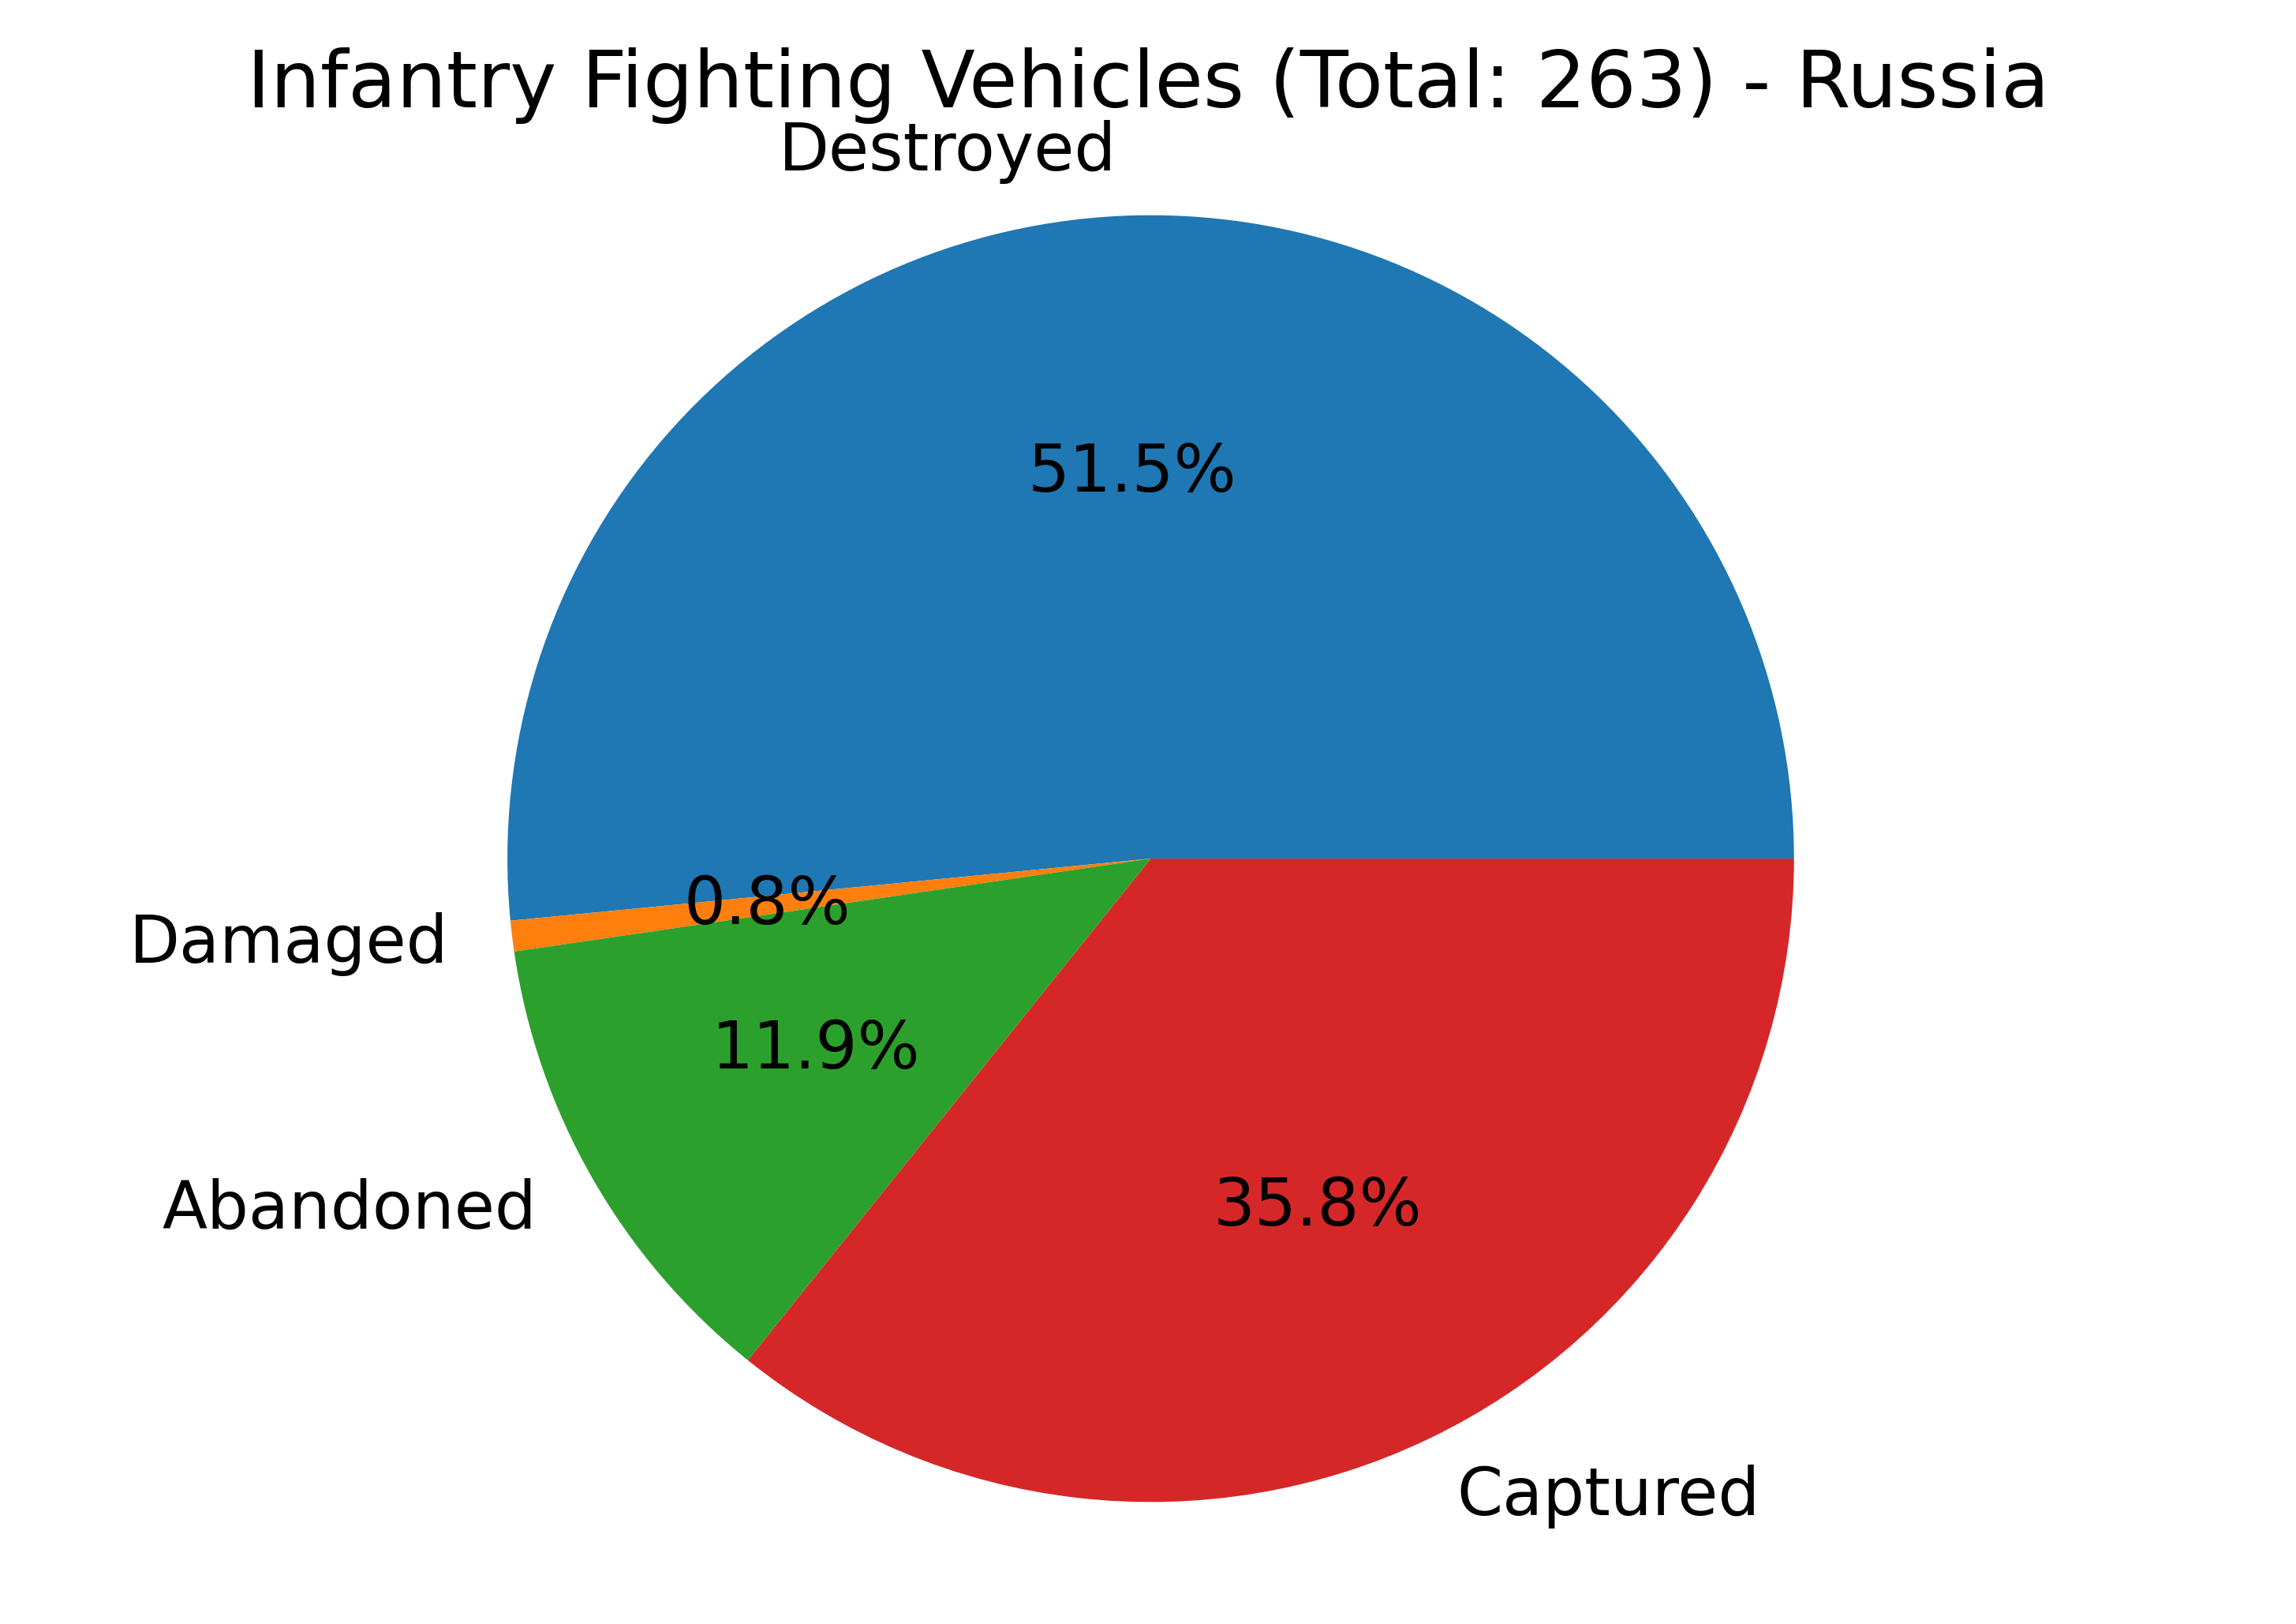 Infantry Fighting Vehicles (Total: 263) - Russia
Destroyed
51.5%
0.8%
Damaged
11.9%
Abandoned
35.8%
Captured